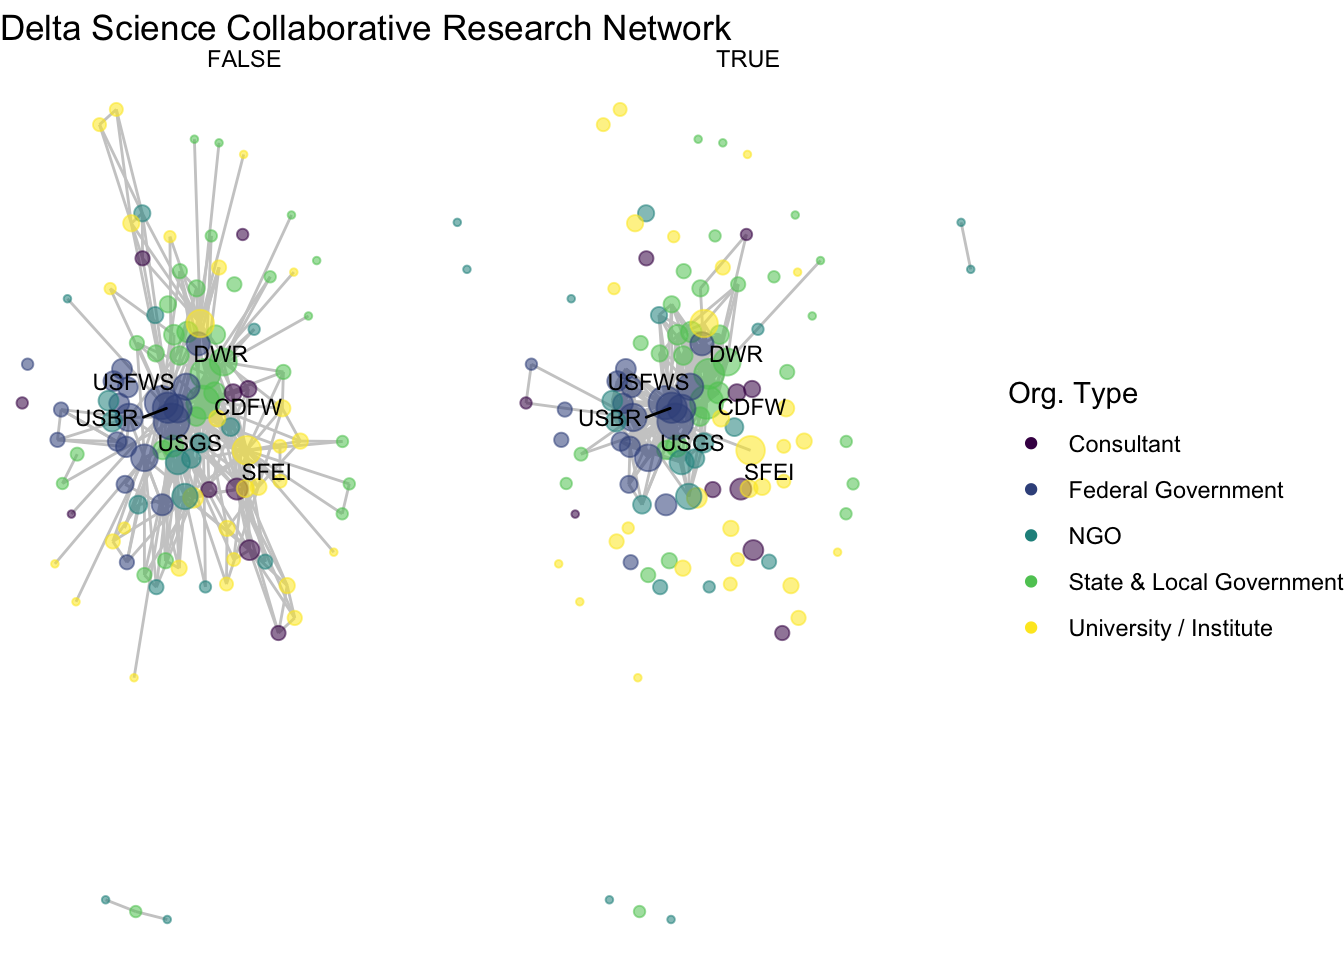 Delta Science Collaborative Research Network
FALSE
TRUE
DWR
USFWS
USBR
CDFW
USGS
SFEI
DWR
USFWS
USBR
CDFW
USGS
SFEI
Org. Type
Consultant
Federal Government
NGO
State & Local Government
University / Institute